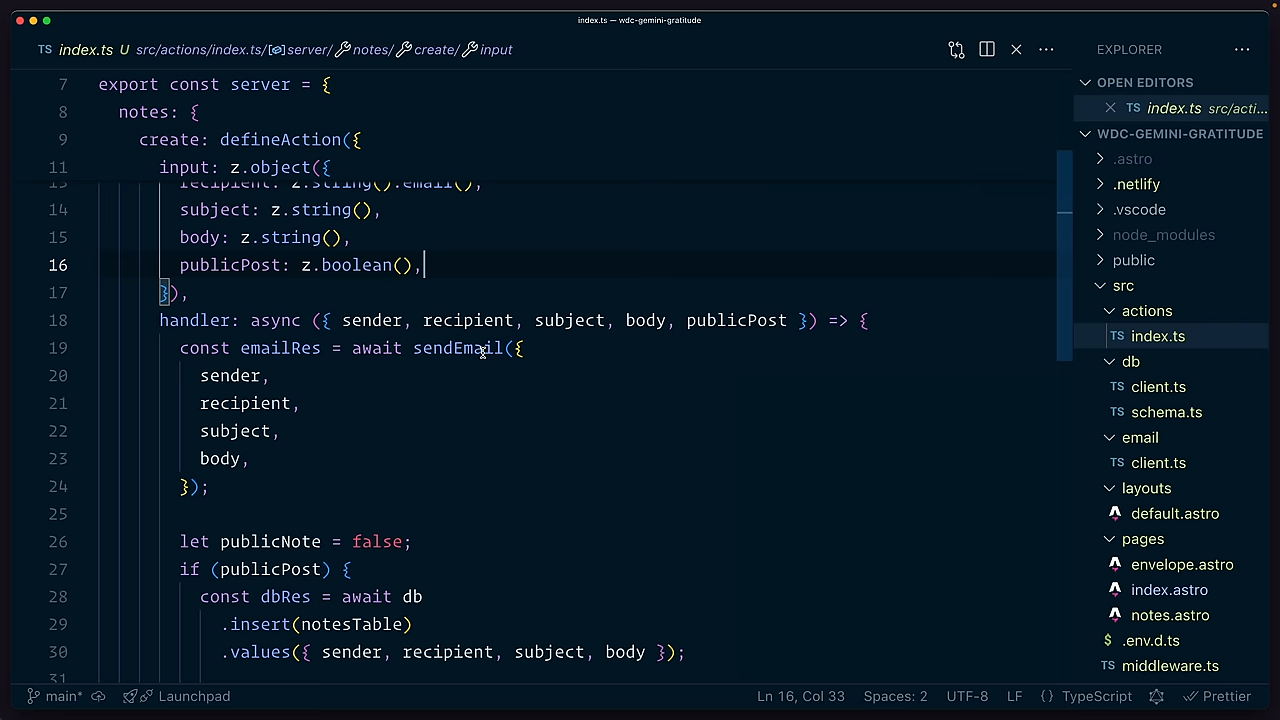 index.ts — wdc-gemini-gratitude
TS index.ts U src/actions/index.ts/server/notes/create/input
7 export const server = {
8 notes: {
9 create: defineAction({
11 input: z.object({
13 recipient: z.string().email(),
14 subject: z.string(),
15 body: z.string(),
16 publicPost: z.boolean(),
17 }),
18 handler: async ({ sender, recipient, subject, body, publicPost }) => {
19 const emailRes = await sendEmail({
20 sender,
21 recipient,
22 subject,
23 body,
24 });
25
26 let publicNote = false;
27 if (publicPost) {
28 const dbRes = await db
29 .insert(notesTable)
30 .values({ sender, recipient, subject, body });
31
EXPLORER
OPEN EDITORS
TS index.ts src/acti...
WDC-GEMINI-GRATITUDE
.astro
.netlify
.vscode
node_modules
public
src
actions
TS index.ts
db
TS client.ts
TS schema.ts
email
TS client.ts
layouts
default.astro
pages
envelope.astro
index.astro
notes.astro
$ .env.d.ts
TS middleware.ts
main* Launchpad
Ln 16, Col 33 Spaces: 2 UTF-8 LF {} TypeScript Prettier